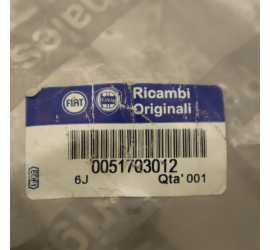 Ricambi
Originali
FIAT
0051703012
6J Qta' 001